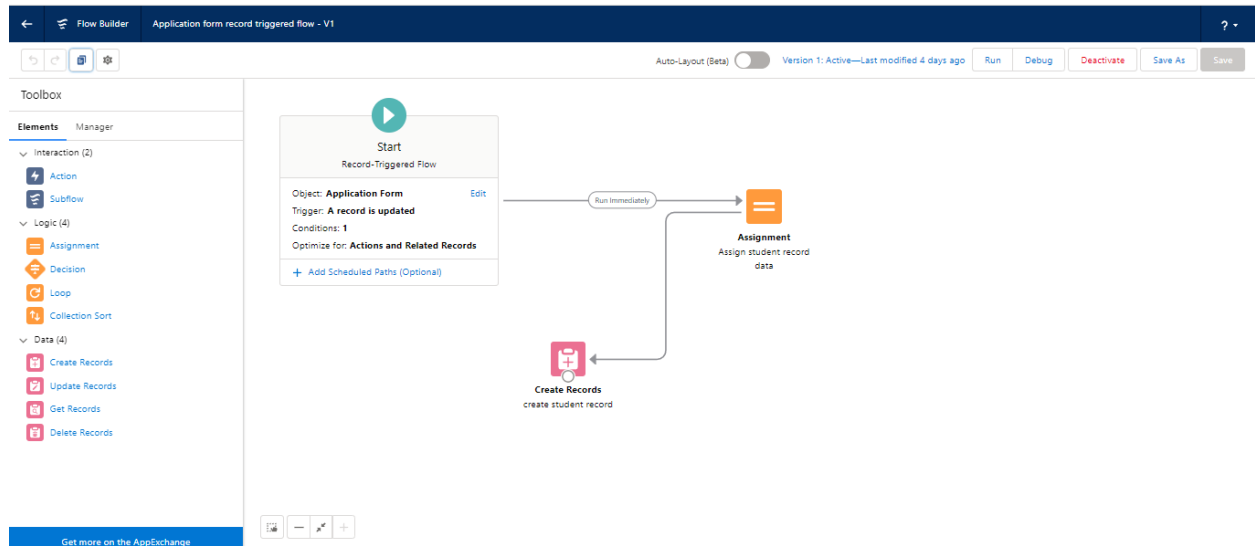 Flow Builder Application form record triggered flow - V1 ?
Auto-Layout (Beta) Version 1: Active—Last modified 4 days ago Run Debug Deactivate Save As Save
Toolbox
Elements Manager
Interaction (2)
Action
Subflow
Logic (4)
Assignment
Decision
Loop
Collection Sort
Data (4)
Create Records
Update Records
Get Records
Delete Records
Get more on the AppExchange
Start
Record-Triggered Flow
Object: Application Form Edit
Trigger: A record is updated
Conditions: 1
Optimize for: Actions and Related Records
+ Add Scheduled Paths (Optional)
Run Immediately
Assignment
Assign student record
data
Create Records
create student record